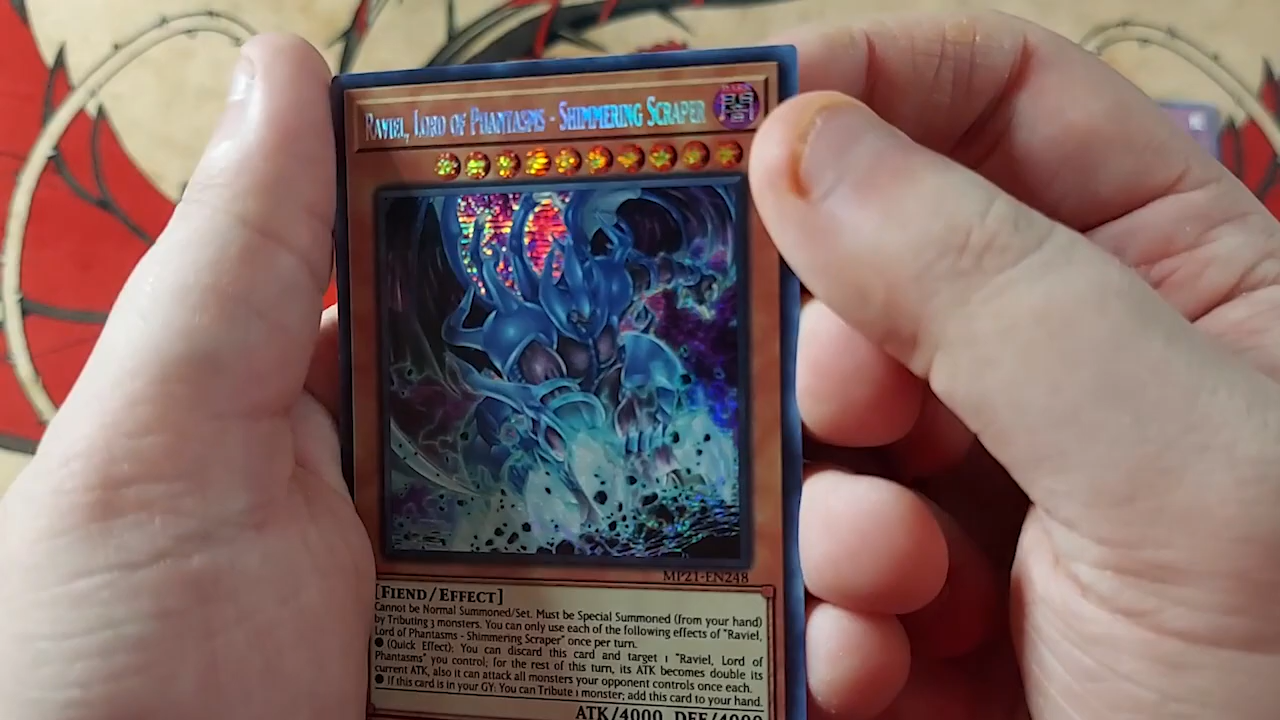 RAVIEL, LORD OF PHANTASMS - SHIMMERING SCRAPER
DARK
闇
MP21-EN248
[FIEND/EFFECT]
Cannot be Normal Summoned/Set. Must be Special Summoned (from your hand)
by Tributing 3 monsters. You can only use each of the following effects of "Raviel,
Lord of Phantasms - Shimmering Scraper" once per turn.
● (Quick Effect): You can discard this card and target 1 "Raviel, Lord of
Phantasms" you control; for the rest of this turn, its ATK becomes double its
current ATK, also it can attack all monsters your opponent controls once each.
● If this card is in your GY: You can Tribute 1 monster; add this card to your hand.
ATK/4000 DEF/4000